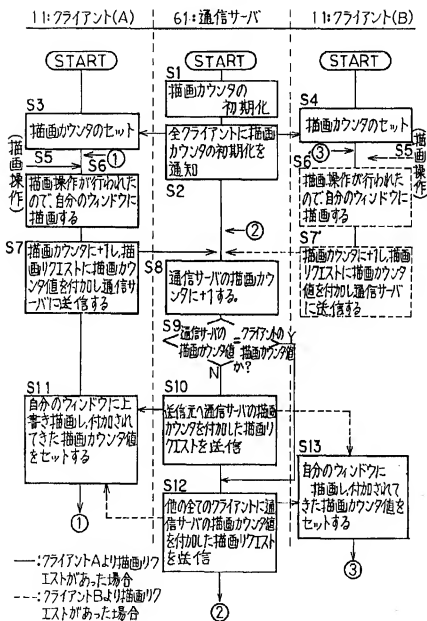 11:クライアント(A)
61:通信サーバ
11:クライアント(B)
START
START
START
S1
描画カウンタの
初期化
S3
描画カウンタのセット
全クライアントに描画
カウンタの初期化を
通知
S2
S4
描画カウンタのセット
(描画操作)
S5
①
S6
描画操作が行われた
ので、自分のウィンドウに
描画する
③
S5
(描画操作)
S6
描画操作が行われた
ので、自分のウィンドウに
描画する
②
S7
描画カウンタに+1し、描
画リクエストに描画カウ
ンタ値を付加し通信サ
ーバに送信する
S8
通信サーバの描画カウ
ンタに+1する。
S7'
描画カウンタに+1し、描画
リクエストに描画カウンタ
値を付加し通信サーバ
に送信する
S9
通信サーバの
描画カウンタ値
=
クライアントの
描画カウンタ値
か?
Y
N
S10
送信元へ通信サーバの描画
カウンタを付加した描画リ
クエストを送信
S11
自分のウィンドウに上
書き描画し、付加され
てきた描画カウンタ値
をセットする
S13
自分のウィンドウに
描画し、付加されて
きた描画カウンタ値を
セットする
S12
他の全てのクライアントに通
信サーバの描画カウンタ値
を付加した描画リクエスト
を送信
①
②
③
──:クライアントAより描画リク
エストがあった場合
---:クライアントBより描画リク
エストがあった場合